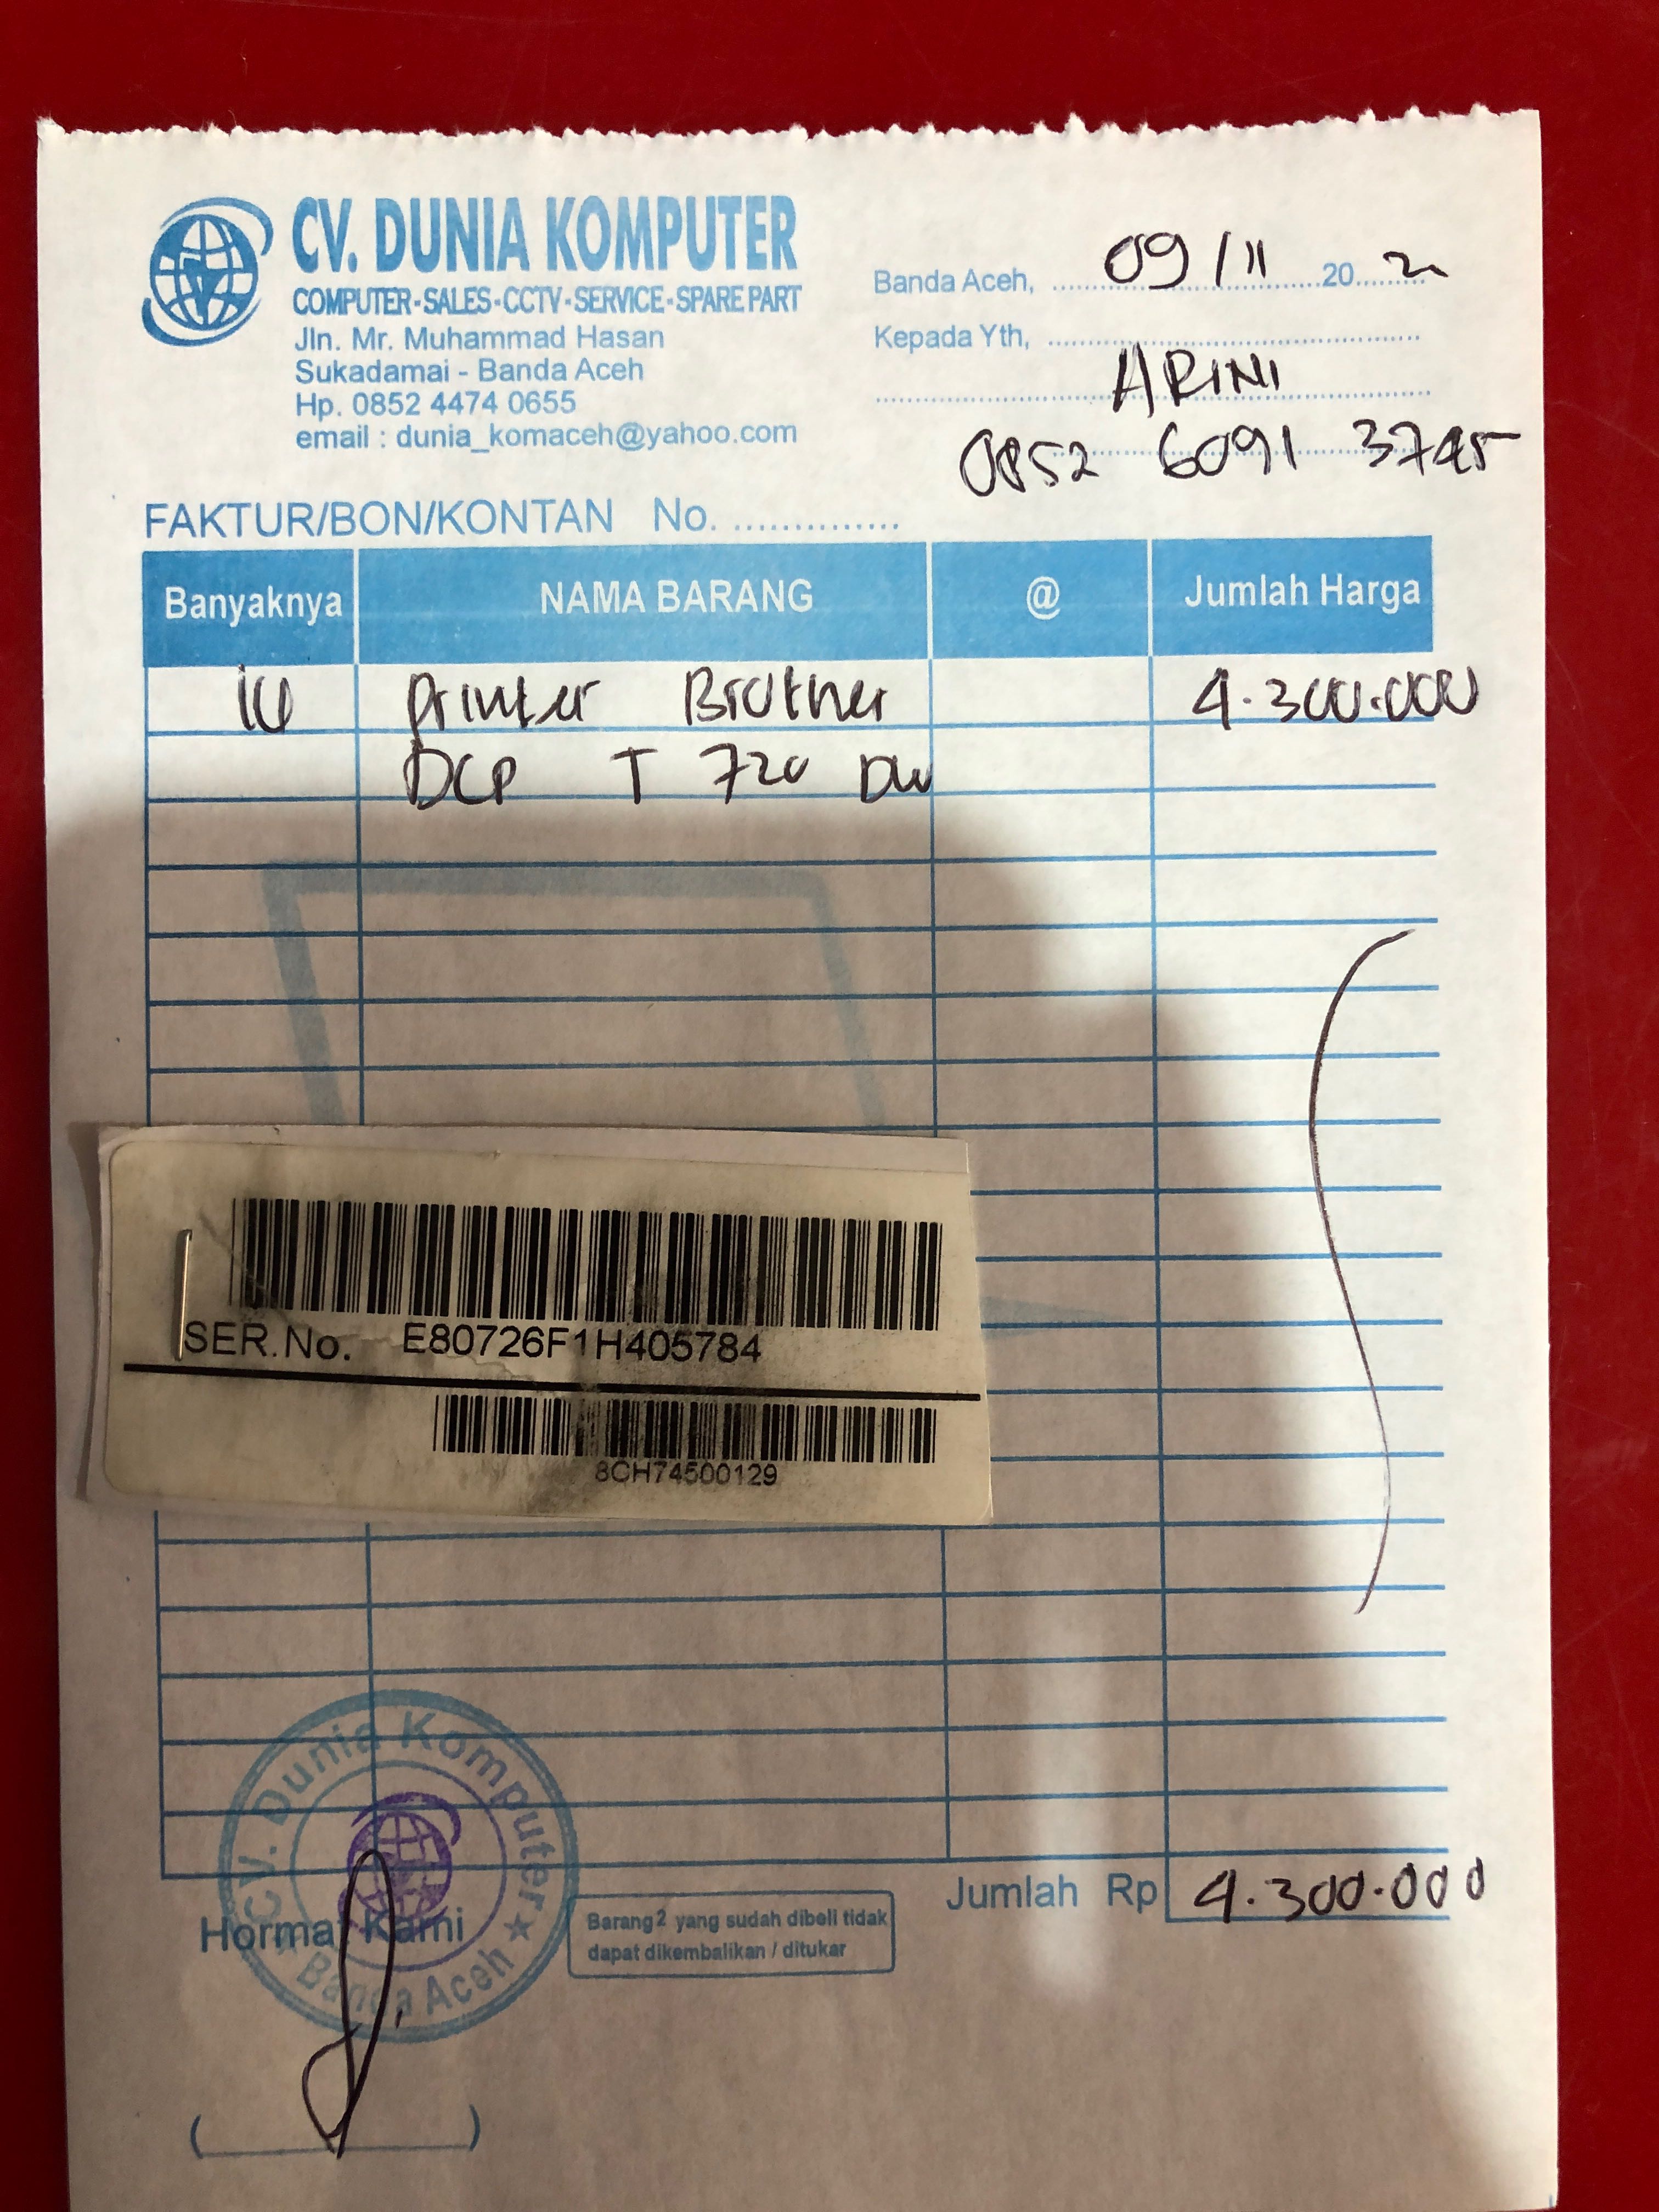 CV. DUNIA KOMPUTER
COMPUTER-SALES-CCTV-SERVICE-SPARE PART
Jln. Mr. Muhammad Hasan
Sukadamai - Banda Aceh
Hp. 0852 4474 0655
email : dunia_komaceh@yahoo.com
Banda Aceh, 09/11 20
Kepada Yth,
ARINI
0852 6091 3745
FAKTUR/BON/KONTAN No.
Banyaknya NAMA BARANG @ Jumlah Harga
Printer Brother 4.300.000
DCP T 720 DW
SER.No. E80726F1H405784
8CH74500129
Jumlah Rp 4.300.000
CV. Dunia Komputer
Banda Aceh
Hormat Kami
Barang2 yang sudah dibeli tidak
dapat dikembalikan / ditukar